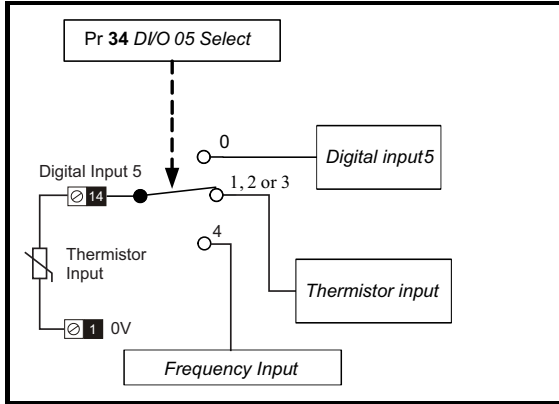 Pr 34 DI/O 05 Select
0
Digital input5
Digital Input 5
14
1, 2 or 3
Thermistor
Input
4
Thermistor input
1 0V
Frequency Input